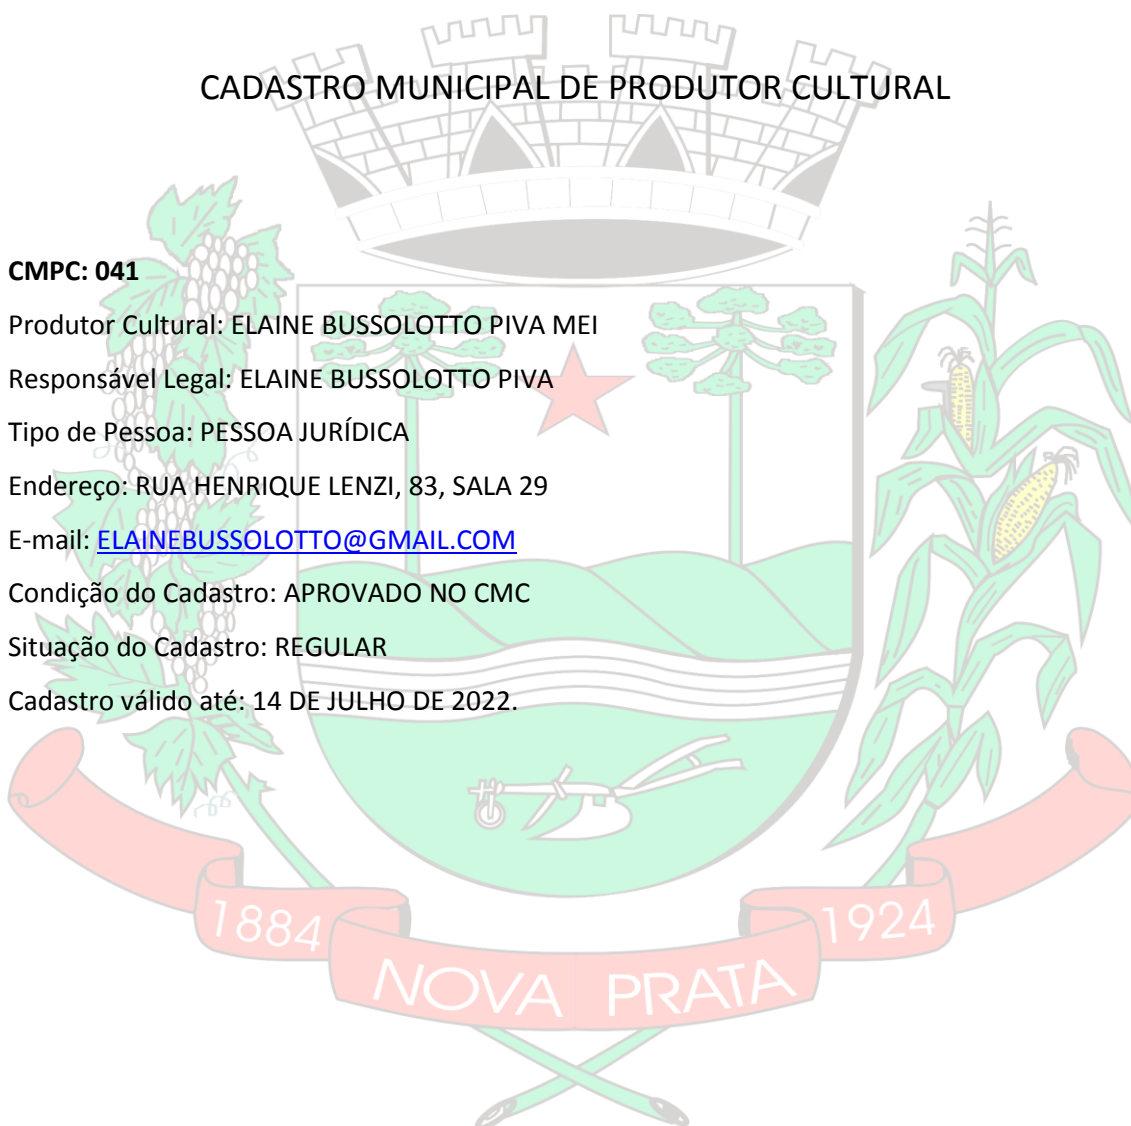 CADASTRO MUNICIPAL DE PRODUTOR CULTURAL
CMPC: 041
Produtor Cultural: ELAINE BUSSOLOTTO PIVA MEI
Responsável Legal: ELAINE BUSSOLOTTO PIVA
Tipo de Pessoa: PESSOA JURÍDICA
Endereço: RUA HENRIQUE LENZI, 83, SALA 29
E-mail: ELAINEBUSSOLOTTO@GMAIL.COM
Condição do Cadastro: APROVADO NO CMC
Situação do Cadastro: REGULAR
Cadastro válido até: 14 DE JULHO DE 2022.
1884
1924
NOVA PRATA